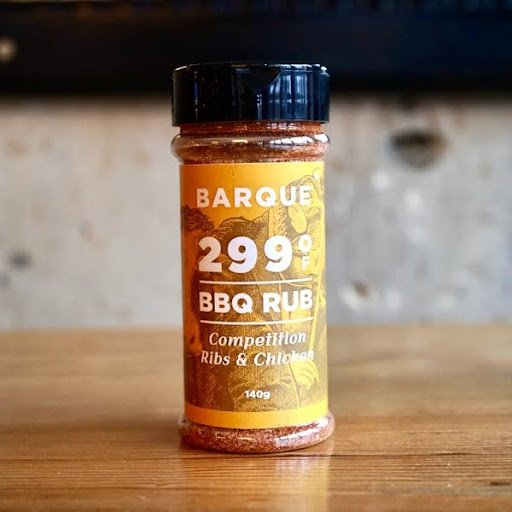 BARQUE
299°F
BBQ RUB
Competition
Ribs & Chicken
140g